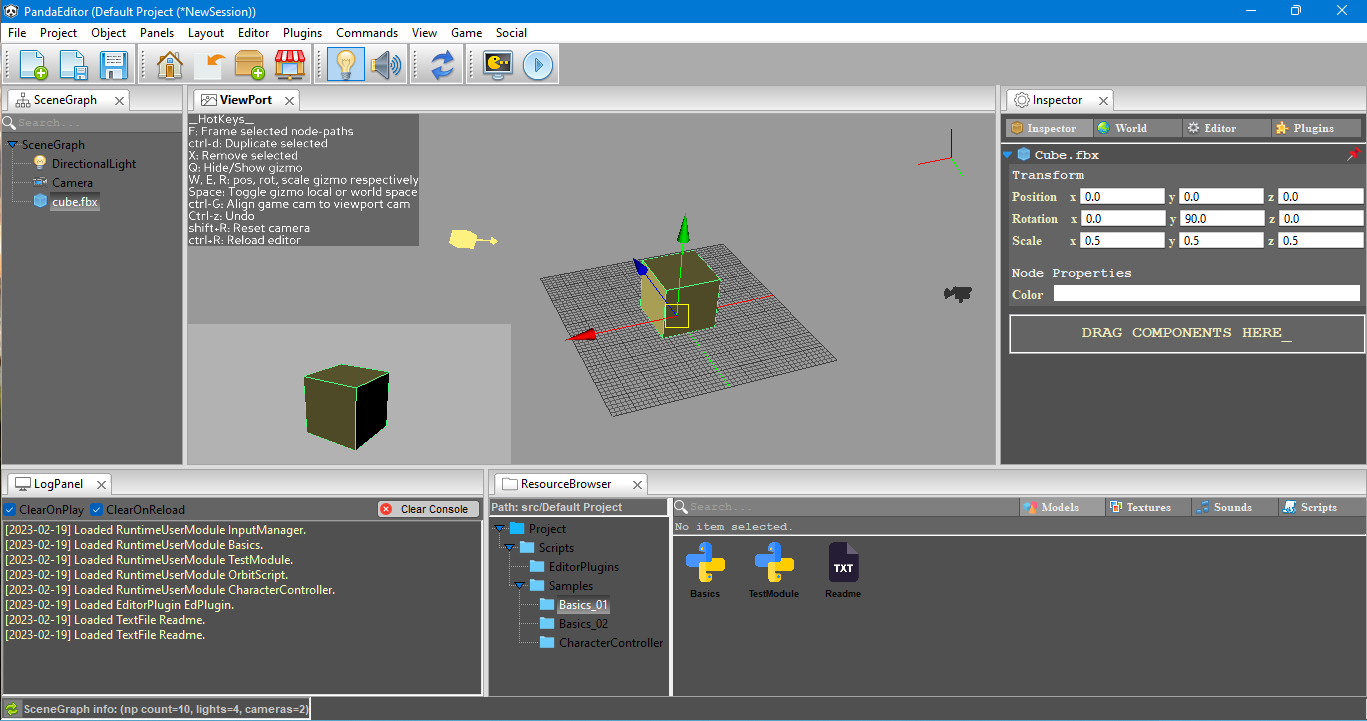 PandaEditor (Default Project (*NewSession))
File Project Object Panels Layout Editor Plugins Commands View Game Social
SceneGraph
Search...
SceneGraph
DirectionalLight
Camera
cube.fbx
ViewPort
__HotKeys__
F: Frame selected node-paths
ctrl-d: Duplicate selected
X: Remove selected
Q: Hide/Show gizmo
W, E, R: pos, rot, scale gizmo respectively
Space: Toggle gizmo local or world space
ctrl-G: Align game cam to viewport cam
Ctrl-z: Undo
shift+R: Reset camera
ctrl+R: Reload editor
Inspector
Inspector World Editor Plugins
Cube.fbx
Transform
Position x 0.0 y 0.0 z 0.0
Rotation x 0.0 y 90.0 z 0.0
Scale x 0.5 y 0.5 z 0.5
Node Properties
Color
DRAG COMPONENTS HERE_
LogPanel
ClearOnPlay ClearOnReload Clear Console
[2023-02-19] Loaded RuntimeUserModule InputManager.
[2023-02-19] Loaded RuntimeUserModule Basics.
[2023-02-19] Loaded RuntimeUserModule TestModule.
[2023-02-19] Loaded RuntimeUserModule OrbitScript.
[2023-02-19] Loaded RuntimeUserModule CharacterController.
[2023-02-19] Loaded EditorPlugin EdPlugin.
[2023-02-19] Loaded TextFile Readme.
[2023-02-19] Loaded TextFile Readme.
ResourceBrowser
Path: src/Default Project
Project
Scripts
EditorPlugins
Samples
Basics_01
Basics_02
CharacterController
Search... Models Textures Sounds Scripts
No item selected.
TXT
Basics TestModule Readme
SceneGraph info: (np count=10, lights=4, cameras=2)